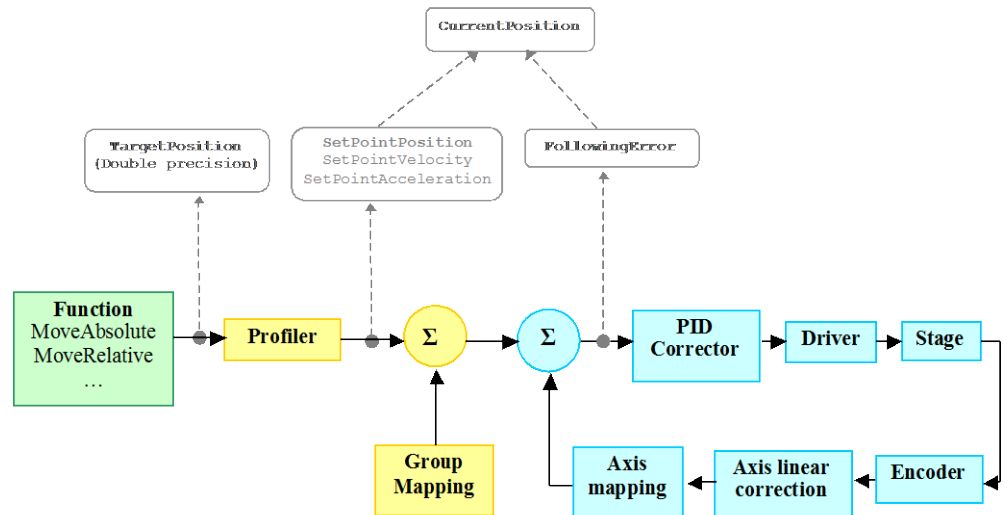 CurrentPosition
TargetPosition
(Double precision)
SetPointPosition
SetPointVelocity
SetPointAcceleration
FollowingError
Function
MoveAbsolute
MoveRelative
…
Profiler
Σ
Σ
PID
Corrector
Driver
Stage
Group
Mapping
Axis
mapping
Axis linear
correction
Encoder